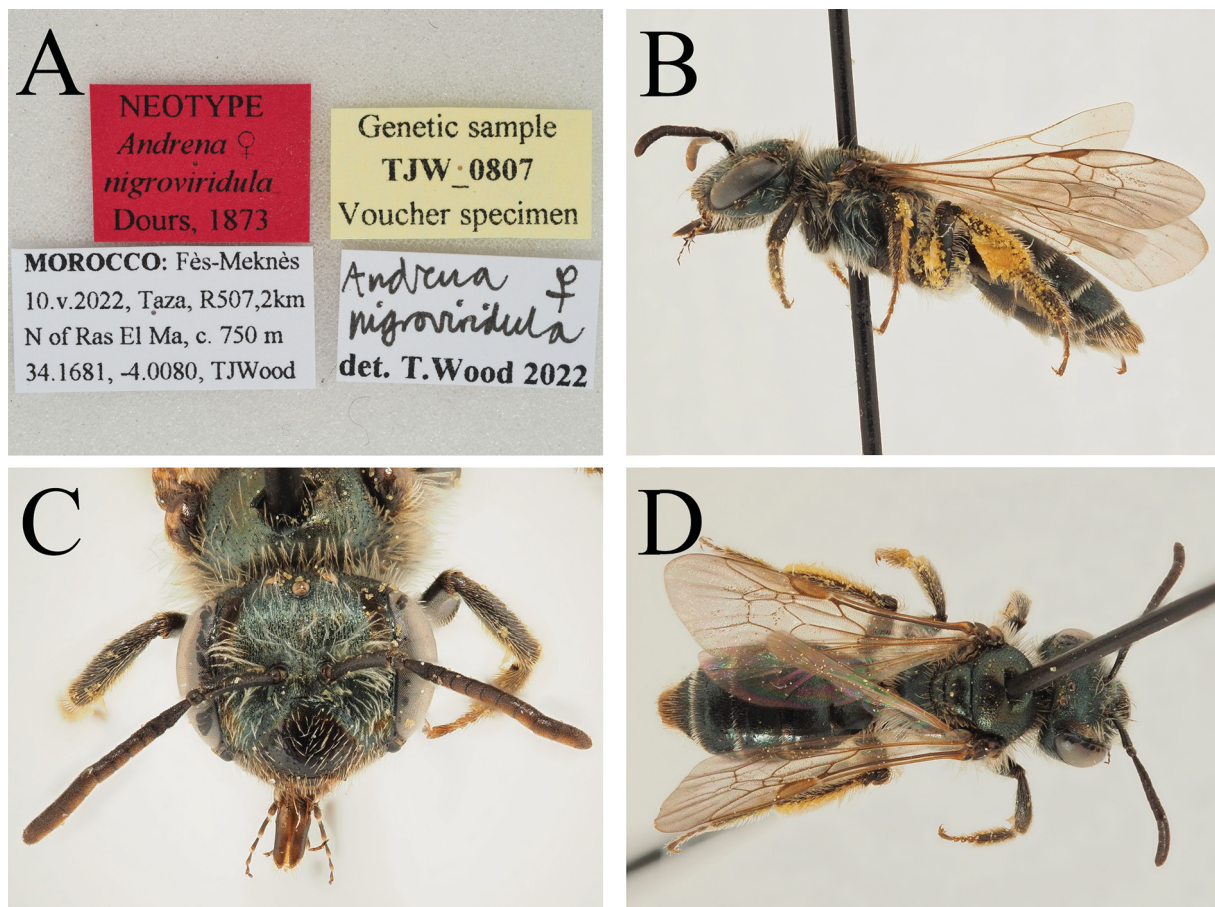 A
NEOTYPE
Andrena ♀
nigroviridula
Dours, 1873
Genetic sample
TJW_0807
Voucher specimen
MOROCCO: Fès-Meknès
10.v.2022, Taza, R507,2km
N of Ras El Ma, c. 750 m
34.1681, -4.0080, TJWood
Andrena ♀
nigroviridula
det. T.Wood 2022
B
C
D